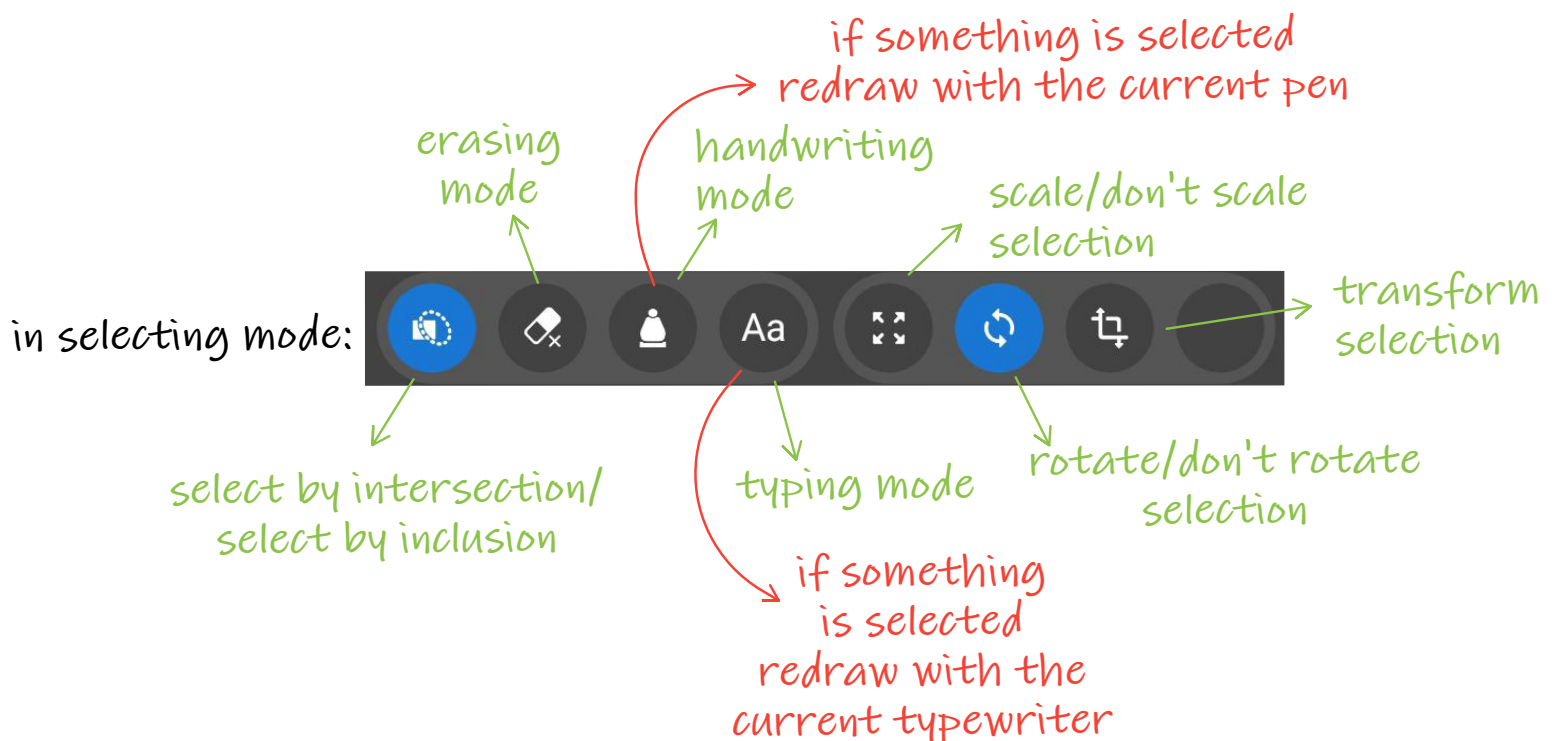 if something is selected
redraw with the current pen
erasing
mode
handwriting
mode
scale/don't scale
selection
transform
selection
in selecting mode:
Aa
select by intersection/
select by inclusion
typing mode
rotate/don't rotate
selection
if something
is selected
redraw with the
current typewriter